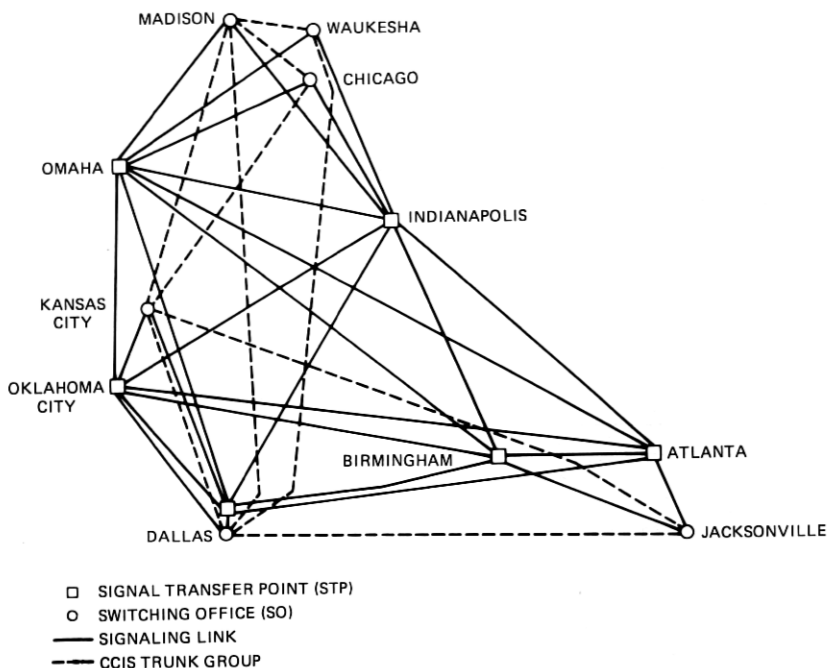 MADISON
WAUKESHA
CHICAGO
OMAHA
INDIANAPOLIS
KANSAS
CITY
OKLAHOMA
CITY
BIRMINGHAM
ATLANTA
DALLAS
JACKSONVILLE
SIGNAL TRANSFER POINT (STP)
SWITCHING OFFICE (SO)
SIGNALING LINK
CCIS TRUNK GROUP